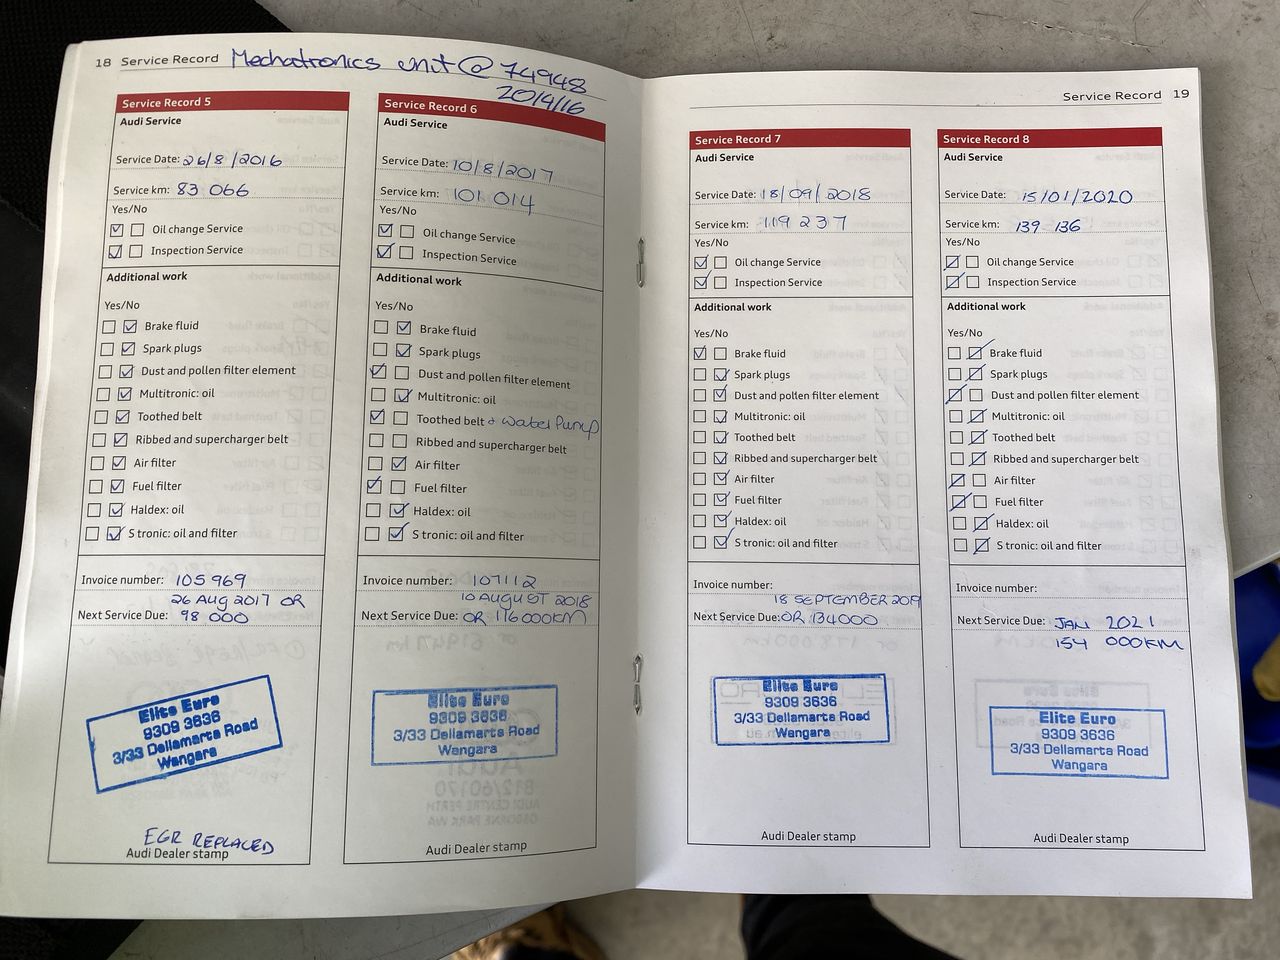 18 Service Record Mechatronics unit @ 74948
20/4/16
Service Record 5
Audi Service
Service Date: 26/8/2016
Service km: 83 066
Yes/No
Oil change Service
Inspection Service
Additional work
Yes/No
Brake fluid
Spark plugs
Dust and pollen filter element
Multitronic: oil
Toothed belt
Ribbed and supercharger belt
Air filter
Fuel filter
Haldex: oil
S tronic: oil and filter
Invoice number: 105969
26 Aug 2017 OR
Next Service Due: 98 000
Elite Euro
9309 3636
3/33 Dellamarta Road
Wangara
EGR REPLACED
Audi Dealer stamp
Service Record 6
Audi Service
Service Date: 10/8/2017
Service km: 101 014
Yes/No
Oil change Service
Inspection Service
Additional work
Yes/No
Brake fluid
Spark plugs
Dust and pollen filter element
Multitronic: oil
Toothed belt & Water Pump
Ribbed and supercharger belt
Air filter
Fuel filter
Haldex: oil
S tronic: oil and filter
Invoice number: 107112
10 AUGUST 2018
Next Service Due: OR 116000KM
Elite Euro
9309 3636
3/33 Dellamarta Road
Wangara
Audi Dealer stamp
Service Record 19
Service Record 7
Audi Service
Service Date: 18/09/2018
Service km: 119 237
Yes/No
Oil change Service
Inspection Service
Additional work
Yes/No
Brake fluid
Spark plugs
Dust and pollen filter element
Multitronic: oil
Toothed belt
Ribbed and supercharger belt
Air filter
Fuel filter
Haldex: oil
S tronic: oil and filter
Invoice number:
18 SEPTEMBER 2019
Next Service Due: OR 134000
Elite Euro
9309 3636
3/33 Dellamarta Road
Wangara
Audi Dealer stamp
Service Record 8
Audi Service
Service Date: 15/01/2020
Service km: 139 136
Yes/No
Oil change Service
Inspection Service
Additional work
Yes/No
Brake fluid
Spark plugs
Dust and pollen filter element
Multitronic: oil
Toothed belt
Ribbed and supercharger belt
Air filter
Fuel filter
Haldex: oil
S tronic: oil and filter
Invoice number:
Next Service Due: JAN 2021
154 000KM
Elite Euro
9309 3636
3/33 Dellamarta Road
Wangara
Audi Dealer stamp